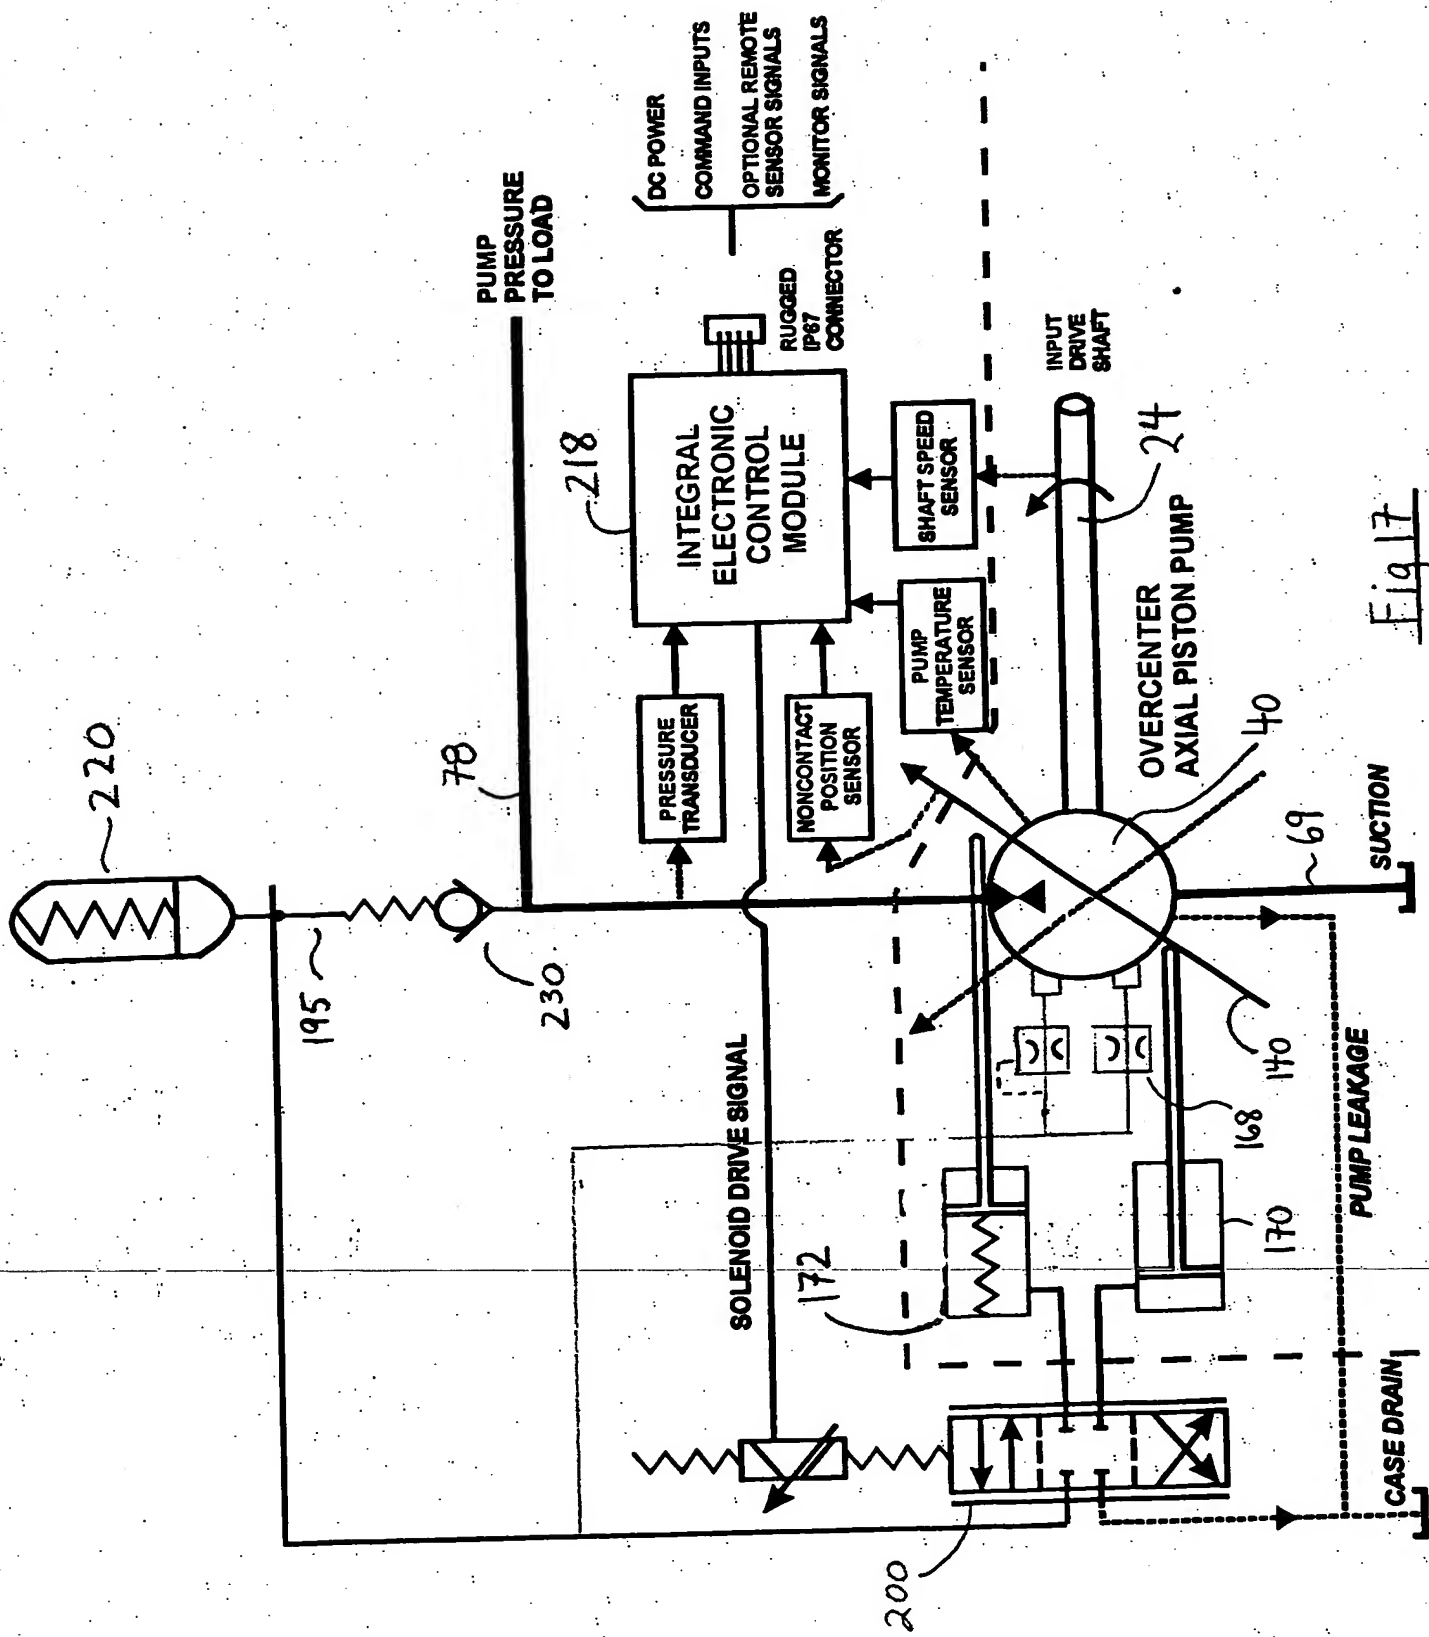 220
78
195
230
PUMP
PRESSURE
TO LOAD
DC POWER
COMMAND INPUTS
OPTIONAL REMOTE
SENSOR SIGNALS
MONITOR SIGNALS
RUGGED
IP67
CONNECTOR
218
INTEGRAL
ELECTRONIC
CONTROL
MODULE
PRESSURE
TRANSDUCER
NONCONTACT
POSITION
SENSOR
PUMP
TEMPERATURE
SENSOR
SHAFT SPEED
SENSOR
INPUT
DRIVE
SHAFT
24
OVERCENTER
AXIAL PISTON PUMP
40
SOLENOID DRIVE SIGNAL
172
168
140
170
69
SUCTION
PUMP LEAKAGE
CASE DRAIN
200
Fig 17